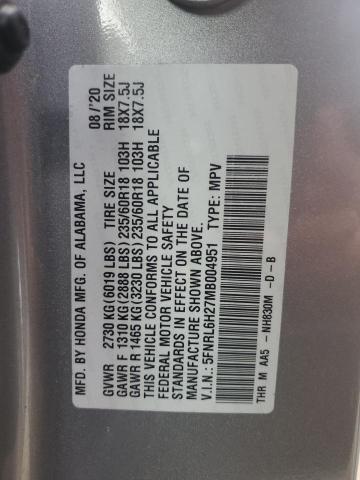 MFD. BY HONDA MFG. OF ALABAMA, LLC 08/'20
TIRE SIZE RIM SIZE
GVWR 2730 KG(6019 LBS)
GAWR F 1310 KG(2888 LBS) 235/60R18 103H 18X7.5J
GAWR R 1465 KG(3230 LBS) 235/60R18 103H 18X7.5J
THIS VEHICLE CONFORMS TO ALL APPLICABLE
FEDERAL MOTOR VEHICLE SAFETY
STANDARDS IN EFFECT ON THE DATE OF
MANUFACTURE SHOWN ABOVE.
V.I.N.: 5FNRL6H27MB004951 TYPE: MPV
THR M AA5 - NH830M -D-B